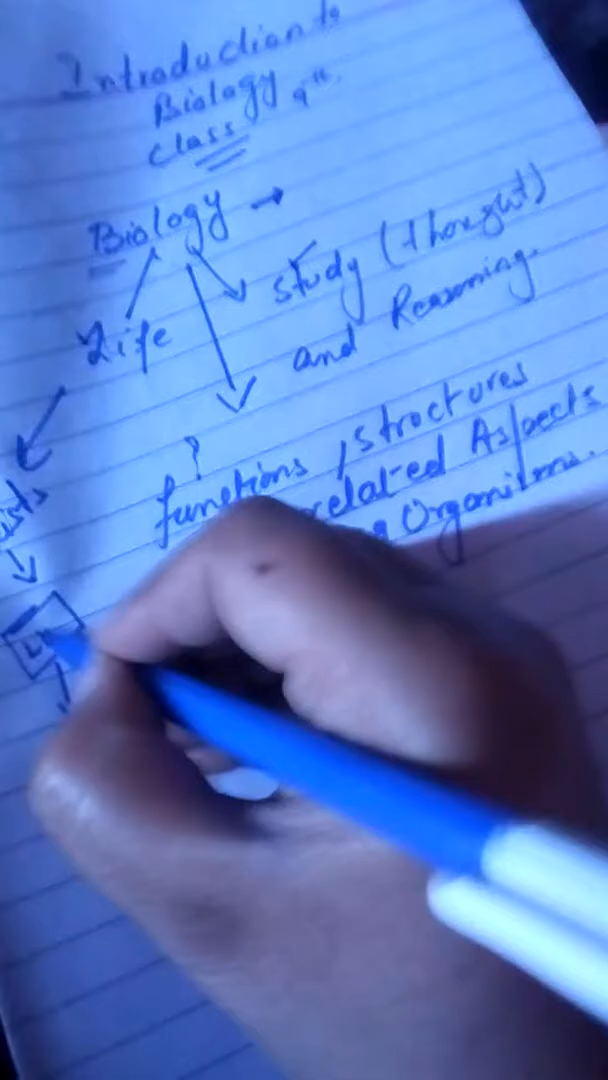 Introduction to
Biology 9th
Class
Biology →
study (thought)
and Reasoning.
Life
?
functions, structures
related Aspects
Organisms.